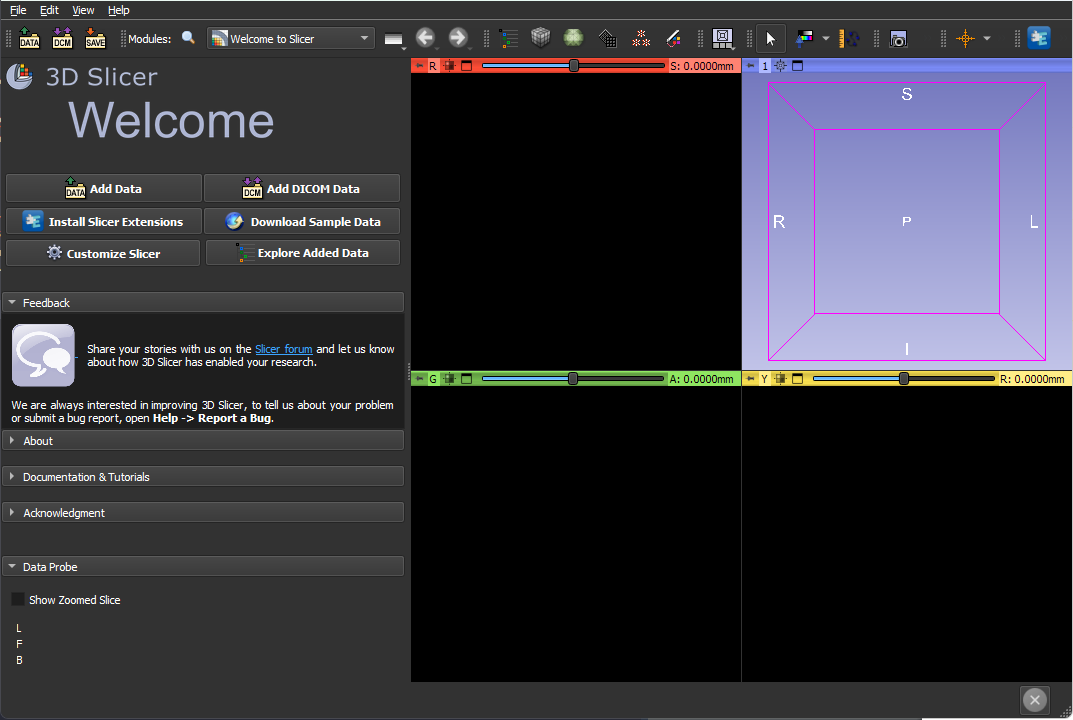 File Edit View Help
DATA DCM SAVE Modules: Welcome to Slicer
3D Slicer
Welcome
DATA Add Data
DCM Add DICOM Data
Install Slicer Extensions
Download Sample Data
Customize Slicer
Explore Added Data
Feedback
Share your stories with us on the Slicer forum and let us know
about how 3D Slicer has enabled your research.
We are always interested in improving 3D Slicer, to tell us about your problem
or submit a bug report, open Help -> Report a Bug.
About
Documentation & Tutorials
Acknowledgment
Data Probe
Show Zoomed Slice
L
F
B
R S: 0.0000mm
1
S
R P L
I
G A: 0.0000mm
Y R: 0.0000mm